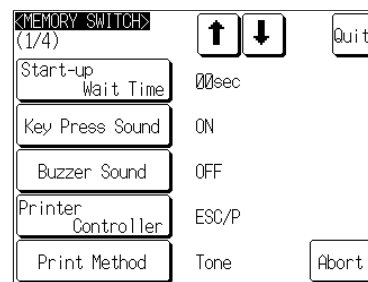 <MEMORY SWITCH>
(1/4)
Quit
Start-up
Wait Time
00sec
Key Press Sound
ON
Buzzer Sound
OFF
Printer
Controller
ESC/P
Print Method
Tone
Abort